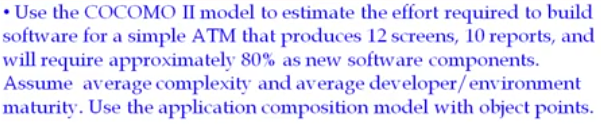 • Use the COCOMO II model to estimate the effort required to build
software for a simple ATM that produces 12 screens, 10 reports, and
will require approximately 80% as new software components.
Assume average complexity and average developer/environment
maturity. Use the application composition model with object points.